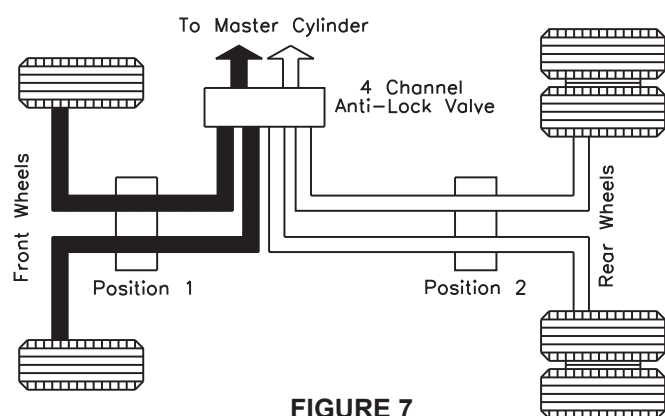 To Master Cylinder
4 Channel
Anti-Lock Valve
Front Wheels
Rear Wheels
Position 1
Position 2
FIGURE 7